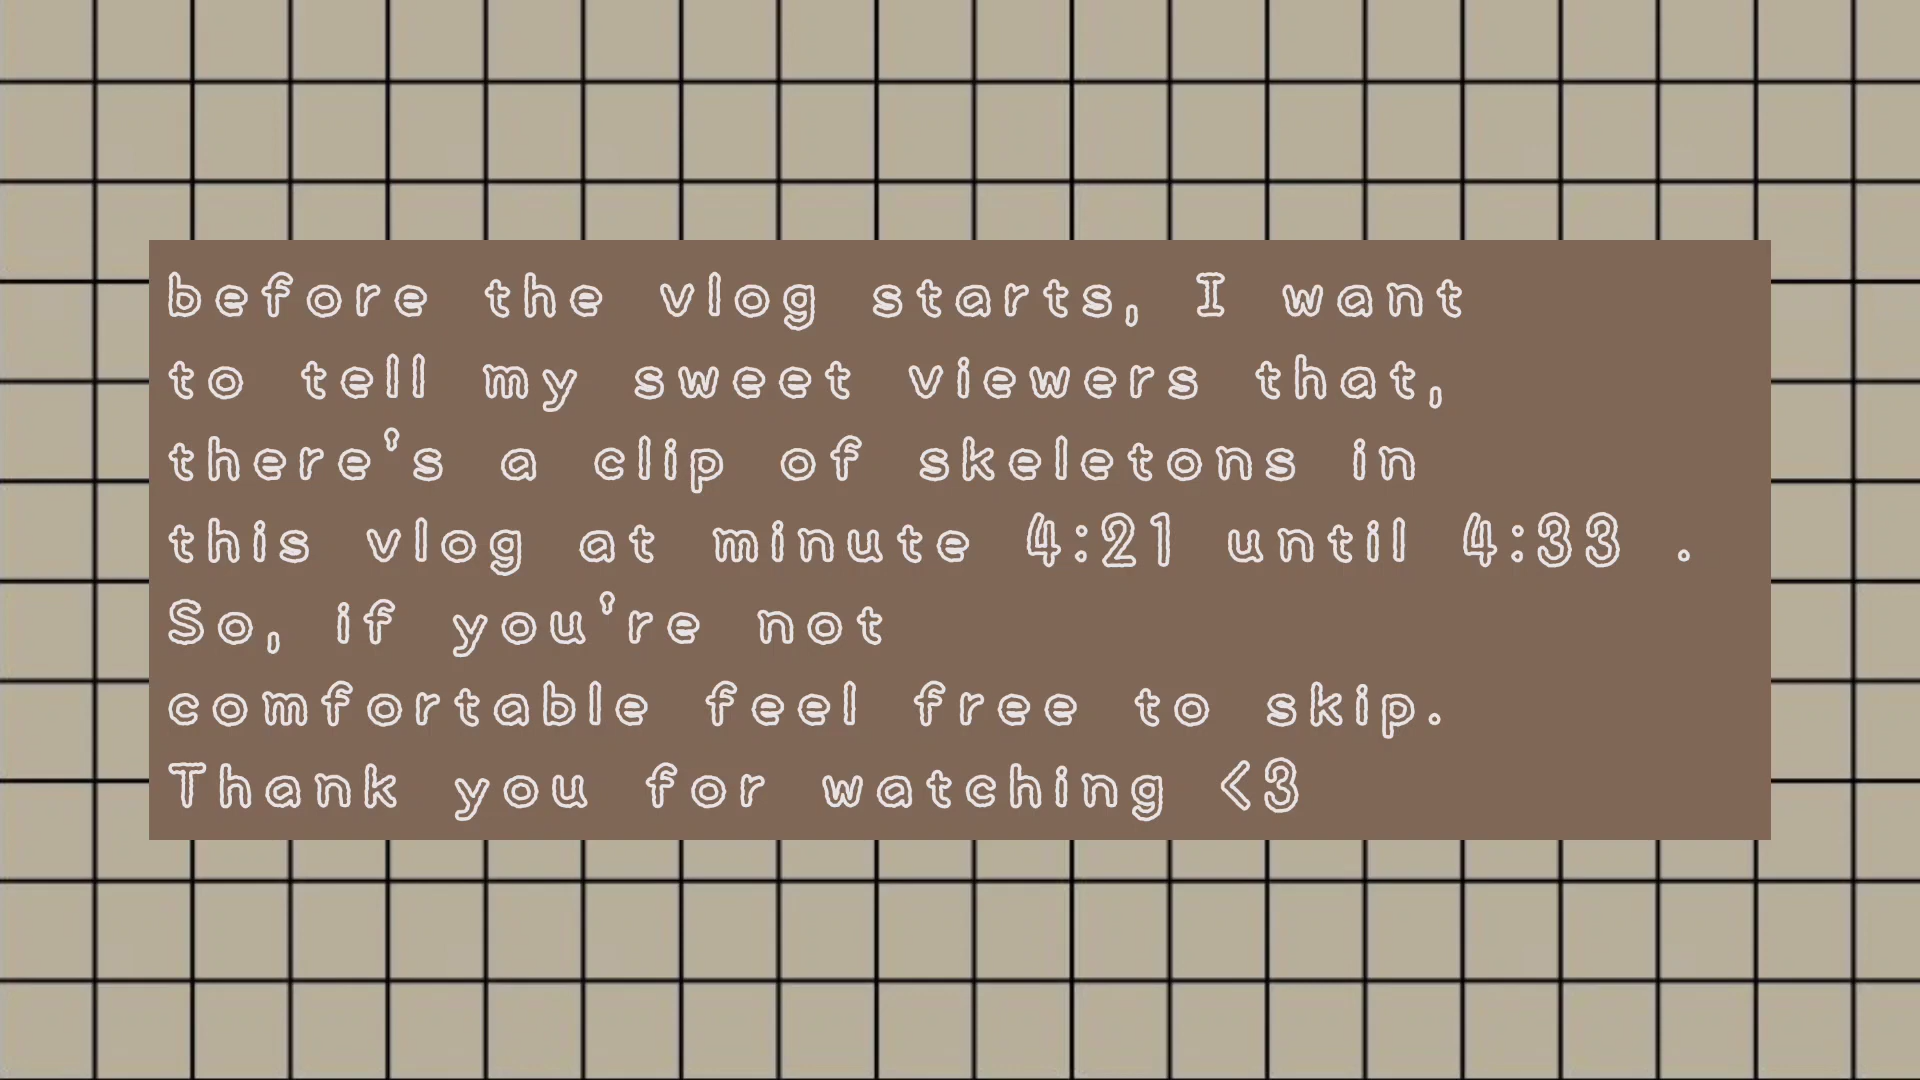 before the vlog starts, I want
to tell my sweet viewers that,
there's a clip of skeletons in
this vlog at minute 4:21 until 4:33 .
So, if you're not
comfortable feel free to skip.
Thank you for watching <3